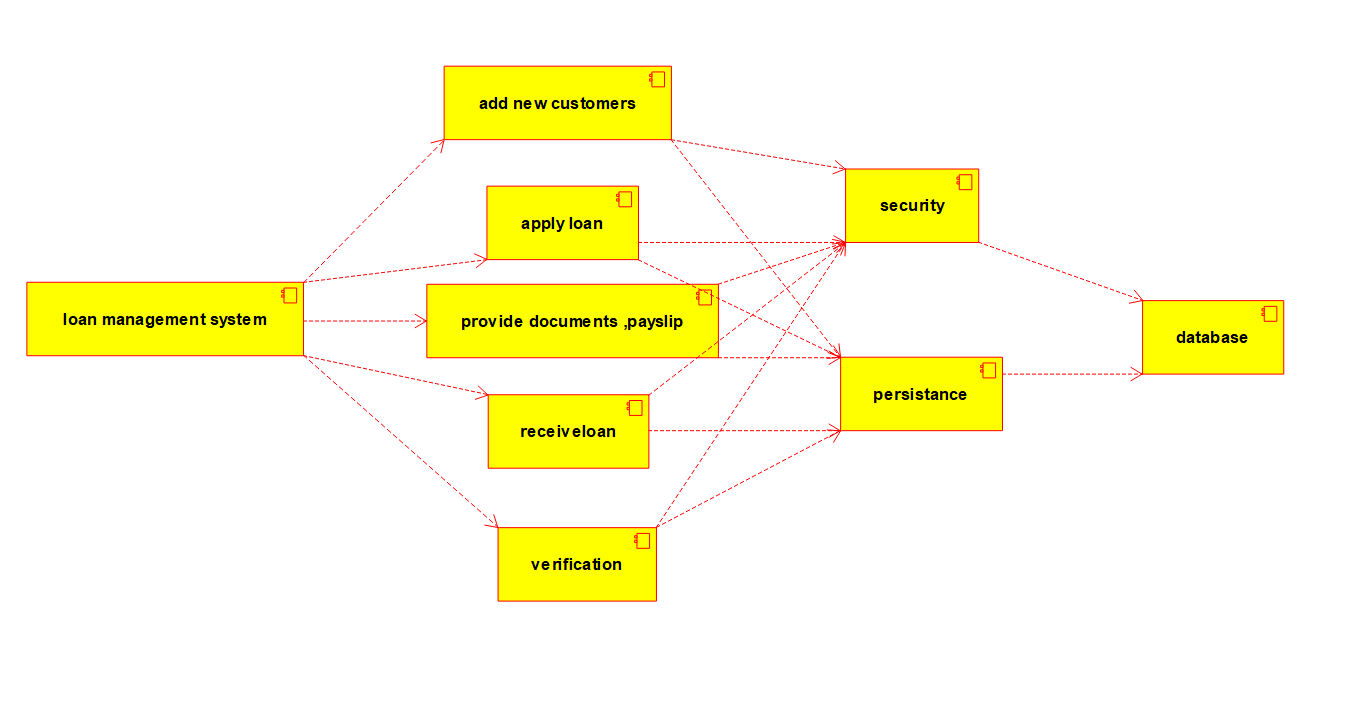 add new customers
apply loan
security
loan management system
provide documents ,payslip
database
persistance
receiveloan
verification